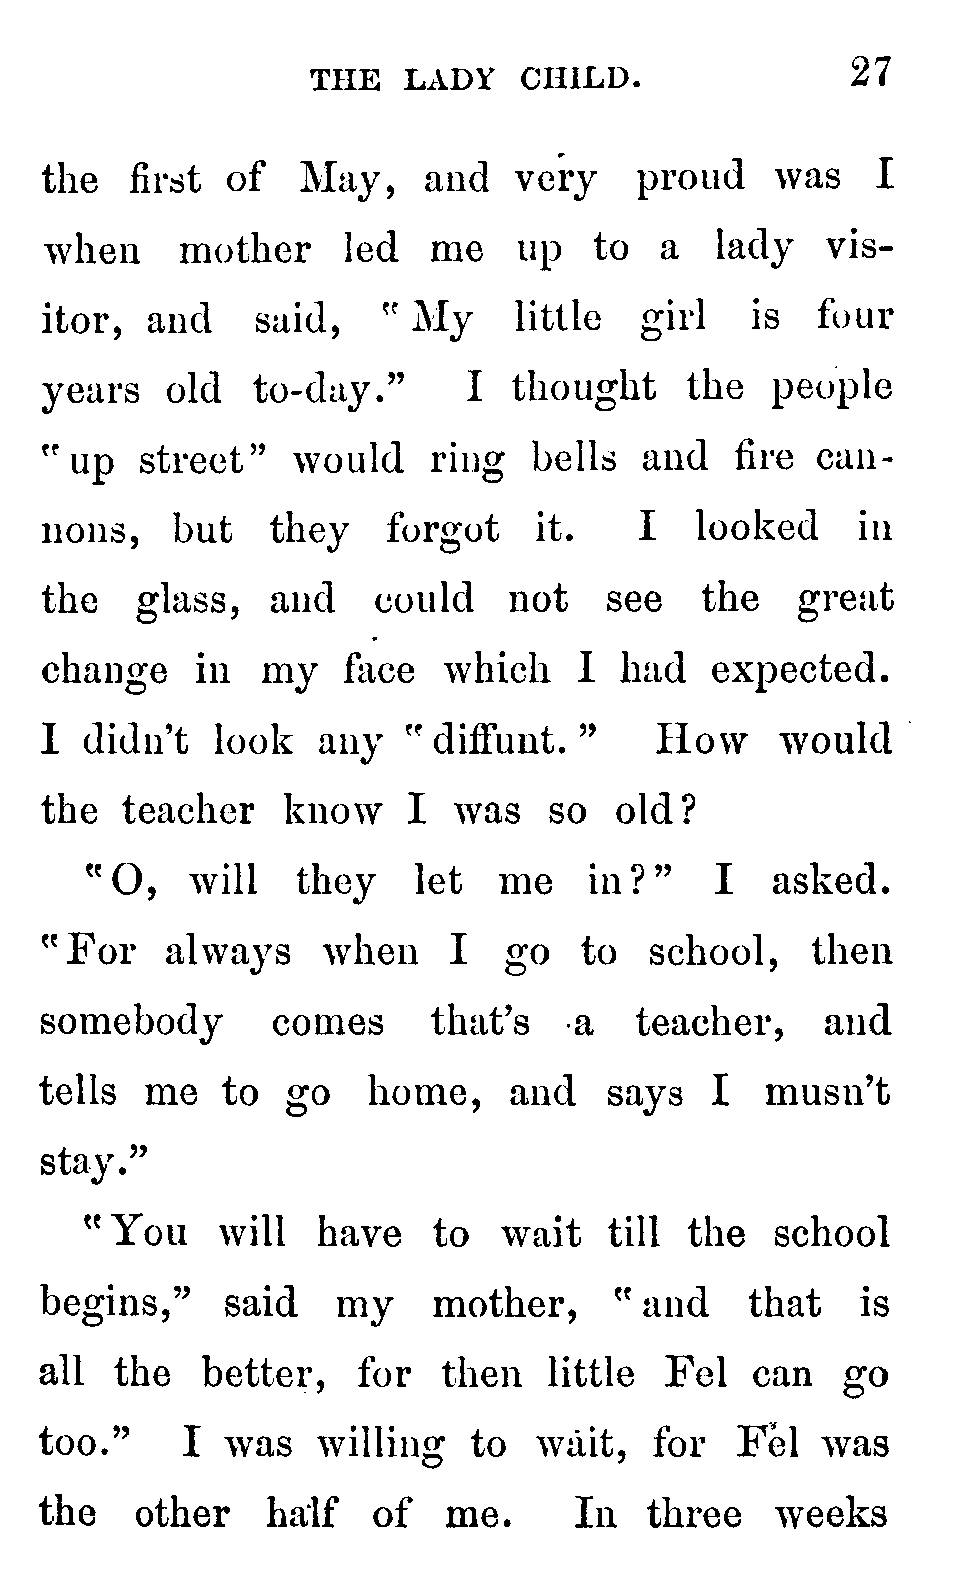 THE LADY CHILD. 27
the first of May, and very proud was I
when mother led me up to a lady vis-
itor, and said, "My little girl is four
years old to-day." I thought the people
"up street" would ring bells and fire can-
nons, but they forgot it. I looked in
the glass, and could not see the great
change in my face which I had expected.
I didn't look any "diffunt." How would
the teacher know I was so old?
"O, will they let me in?" I asked.
"For always when I go to school, then
somebody comes that's a teacher, and
tells me to go home, and says I musn't
stay."
"You will have to wait till the school
begins," said my mother, "and that is
all the better, for then little Fel can go
too." I was willing to wait, for Fel was
the other half of me. In three weeks